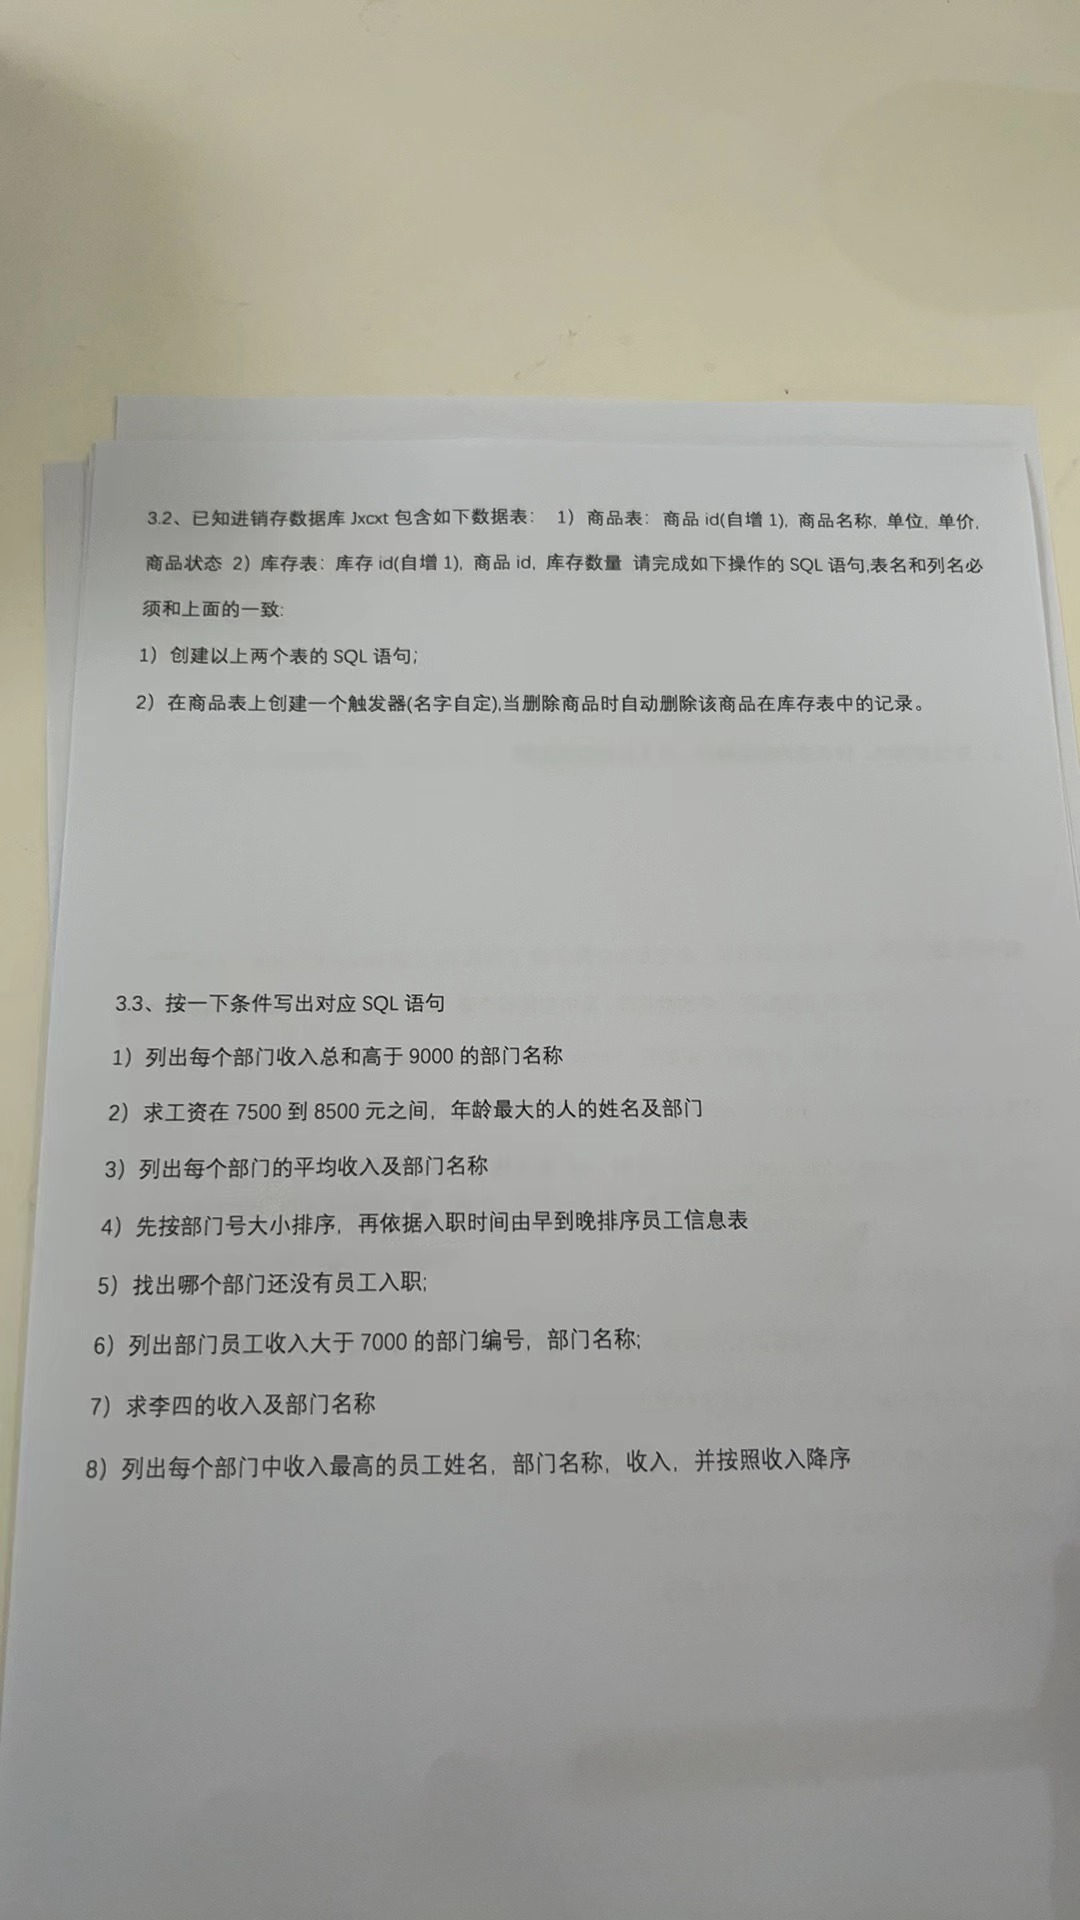 3.2、已知进销存数据库 Jxcxt 包含如下数据表： 1）商品表：商品 id(自增 1), 商品名称, 单位, 单价,
商品状态 2）库存表：库存 id(自增 1), 商品 id, 库存数量 请完成如下操作的 SQL 语句,表名和列名必
须和上面的一致:
1）创建以上两个表的 SQL 语句;
2）在商品表上创建一个触发器(名字自定),当删除商品时自动删除该商品在库存表中的记录。
3.3、按一下条件写出对应 SQL 语句
1）列出每个部门收入总和高于 9000 的部门名称
2）求工资在 7500 到 8500 元之间，年龄最大的人的姓名及部门
3）列出每个部门的平均收入及部门名称
4）先按部门号大小排序，再依据入职时间由早到晚排序员工信息表
5）找出哪个部门还没有员工入职;
6）列出部门员工收入大于 7000 的部门编号，部门名称;
7）求李四的收入及部门名称
8）列出每个部门中收入最高的员工姓名，部门名称，收入，并按照收入降序